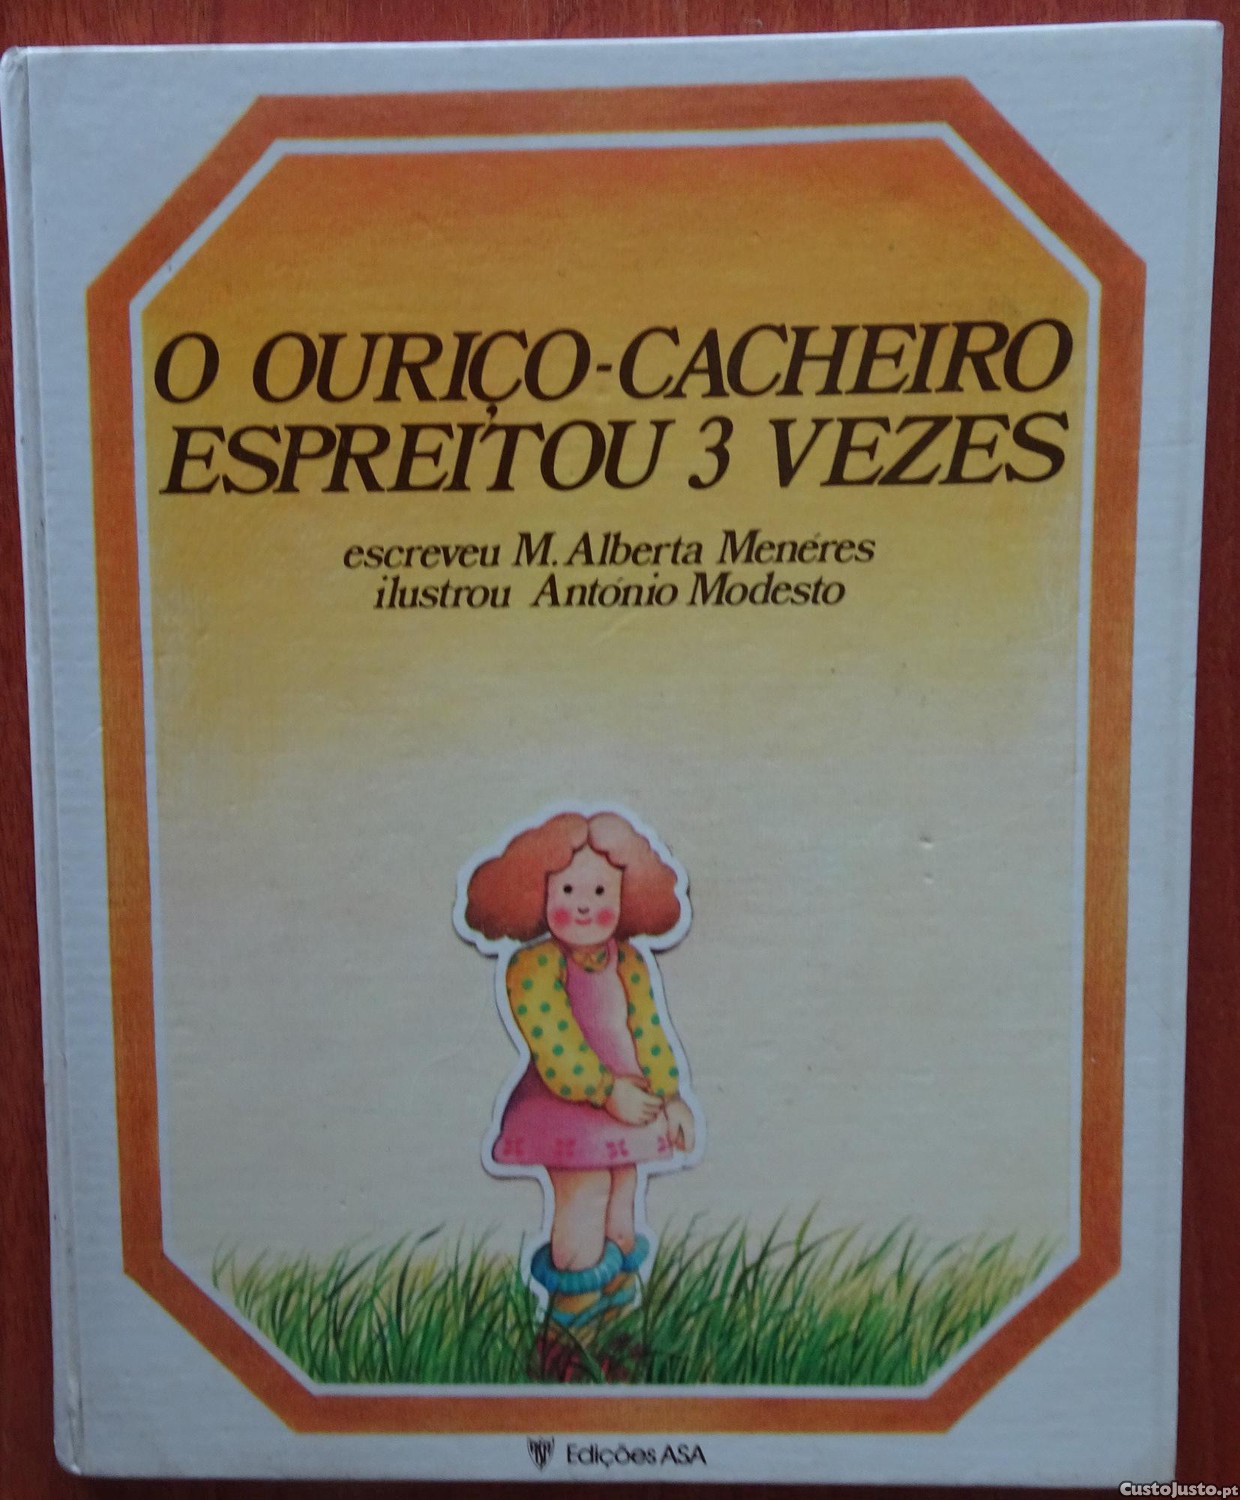 O OURIÇO-CACHEIRO
ESPREITOU 3 VEZES
escreveu M. Alberta Menéres
ilustrou António Modesto
Edições ASA
CustoJusto.pt